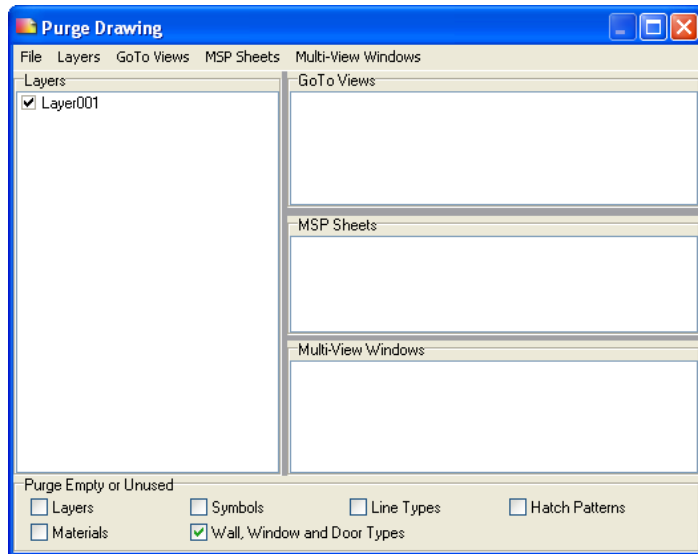 Purge Drawing
File Layers GoTo Views MSP Sheets Multi-View Windows
Layers
Layer001
GoTo Views
MSP Sheets
Multi-View Windows
Purge Empty or Unused
Layers Symbols Line Types Hatch Patterns
Materials Wall, Window and Door Types